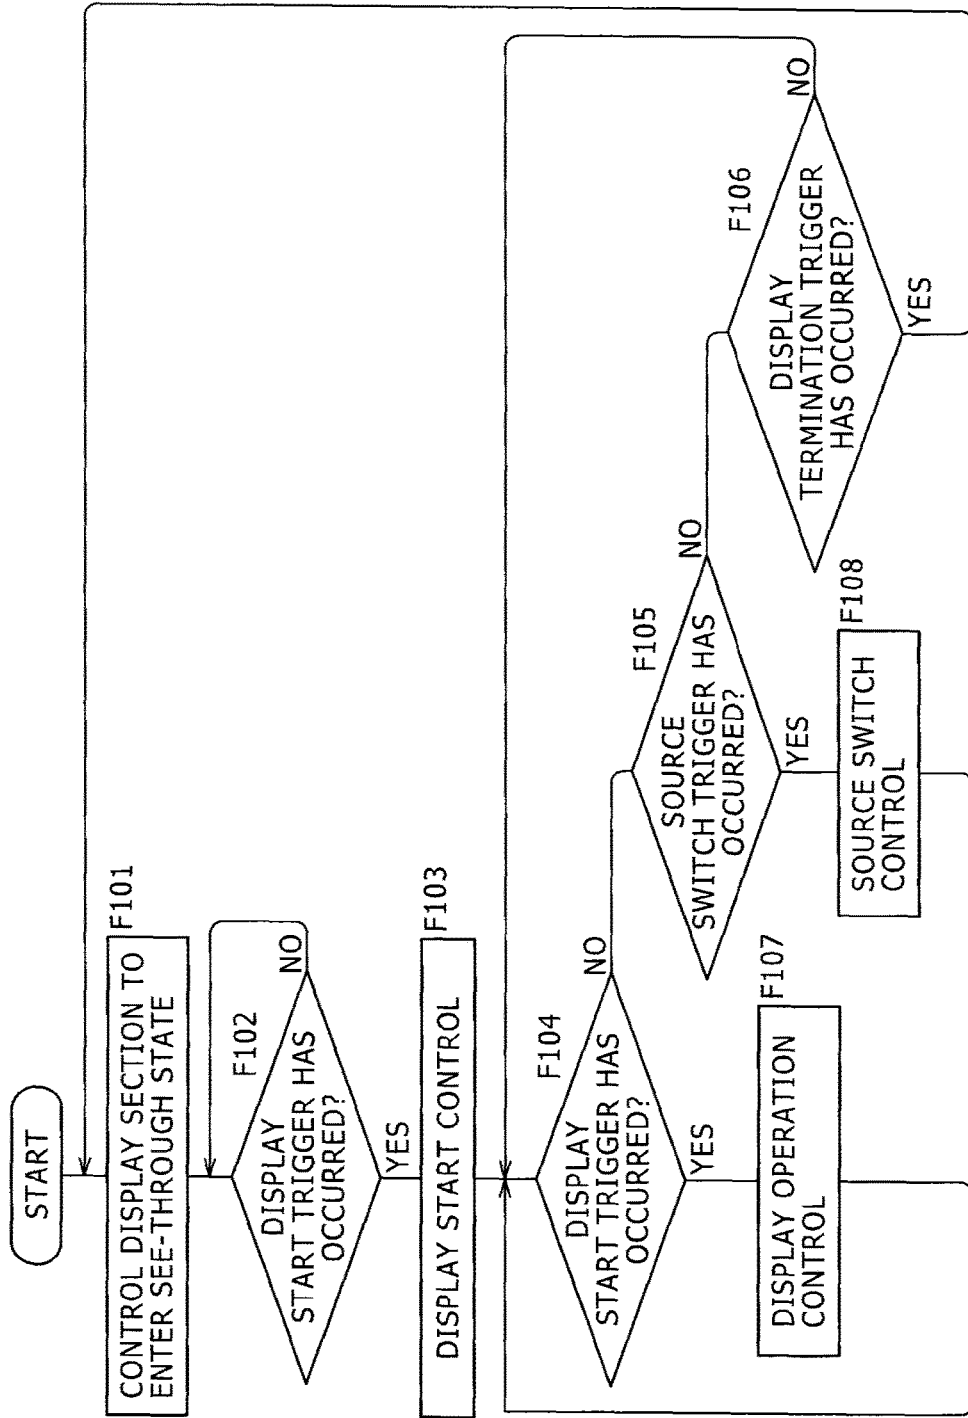 START
CONTROL DISPLAY SECTION TO
ENTER SEE-THROUGH STATE
F101
DISPLAY
START TRIGGER HAS
OCCURRED?
F102
NO
YES
DISPLAY START CONTROL
F103
DISPLAY
START TRIGGER HAS
OCCURRED?
F104
NO
YES
SOURCE
SWITCH TRIGGER HAS
OCCURRED?
F105
NO
YES
DISPLAY
TERMINATION TRIGGER
HAS OCCURRED?
F106
NO
YES
DISPLAY OPERATION
CONTROL
F107
SOURCE SWITCH
CONTROL
F108